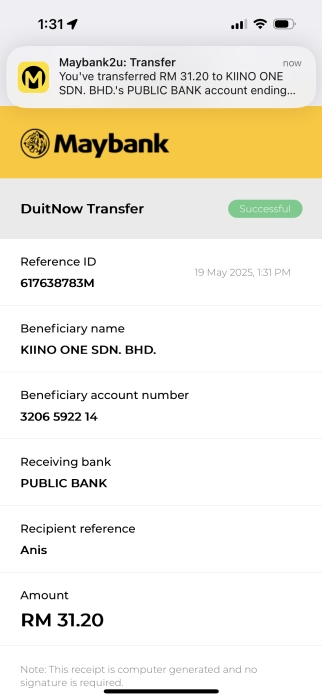 1:31
Maybank2u: Transfer
now
You've transferred RM 31.20 to KIINO ONE
SDN. BHD.'s PUBLIC BANK account ending...
Maybank
DuitNow Transfer
Successful
Reference ID
617638783M
19 May 2025, 1:31 PM
Beneficiary name
KIINO ONE SDN. BHD.
Beneficiary account number
3206 5922 14
Receiving bank
PUBLIC BANK
Recipient reference
Anis
Amount
RM 31.20
Note: This receipt is computer generated and no
signature is required.